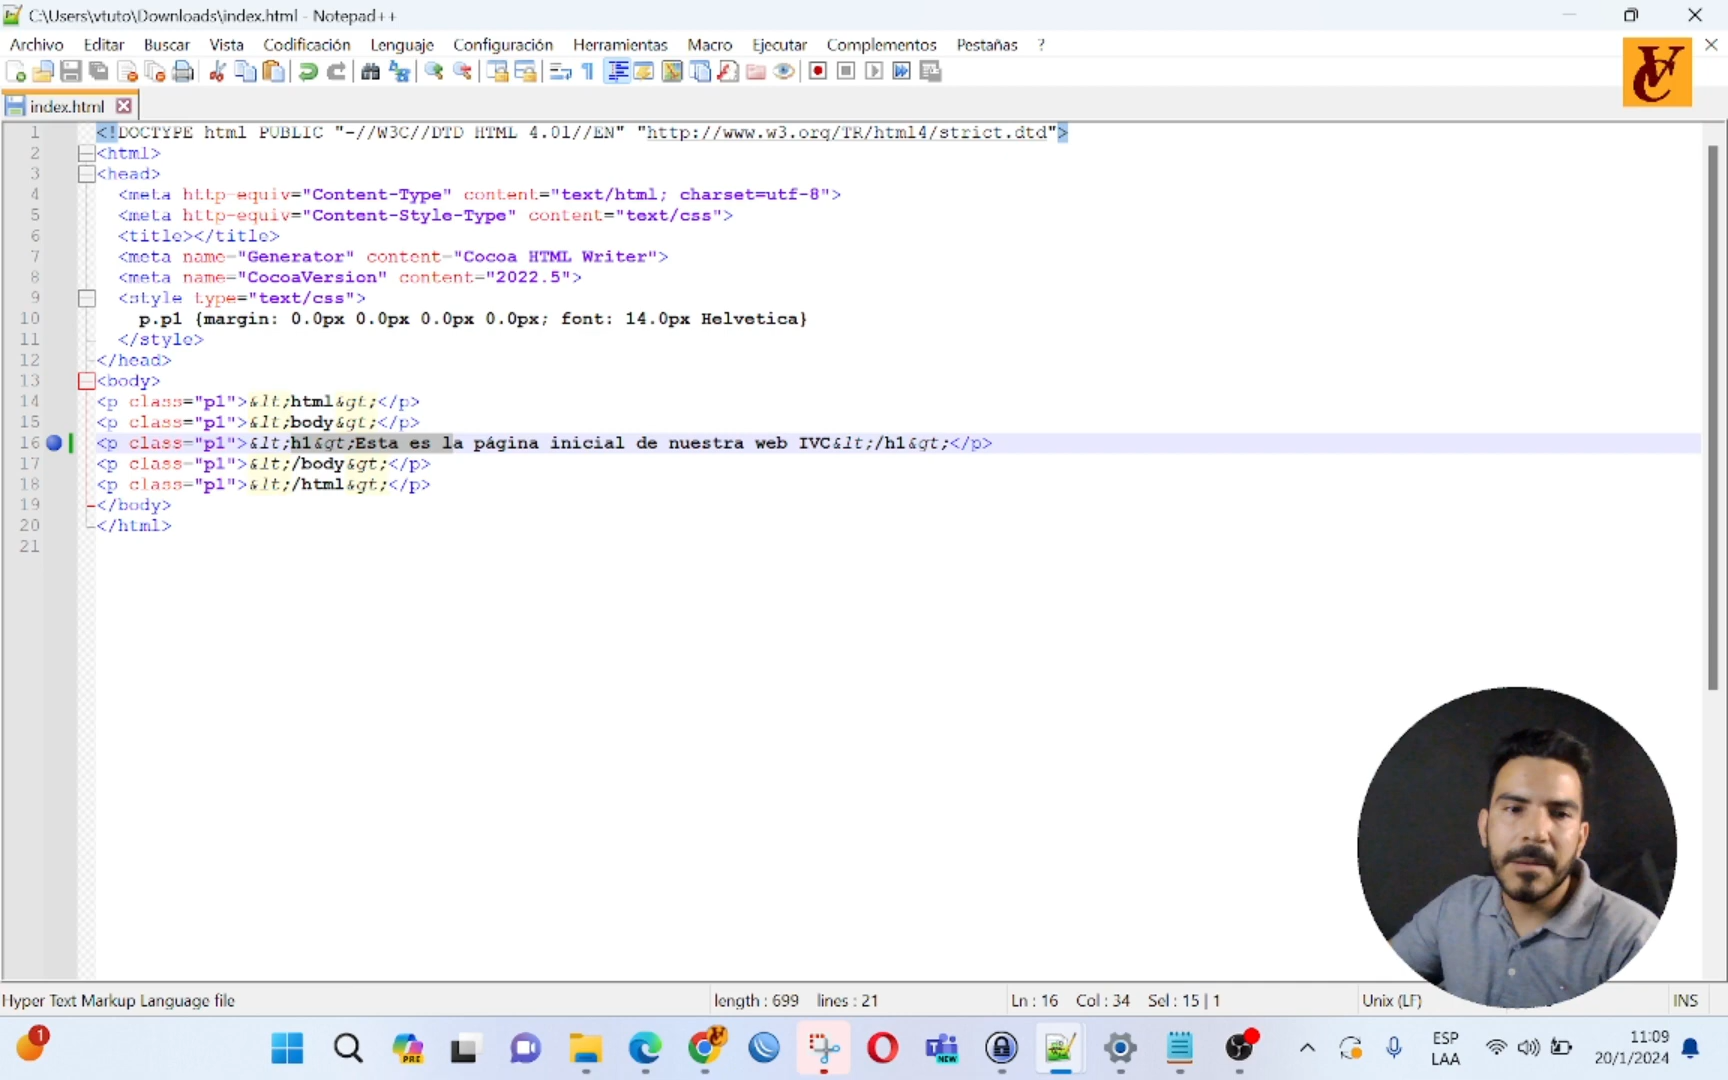 C:\Users\vtuto\Downloads\index.html - Notepad++
Archivo Editar Buscar Vista Codificación Lenguaje Configuración Herramientas Macro Ejecutar Complementos Pestañas ?
index.html
1 <!DOCTYPE html PUBLIC "-//W3C//DTD HTML 4.01//EN" "http://www.w3.org/TR/html4/strict.dtd">
2 <html>
3 <head>
4 <meta http-equiv="Content-Type" content="text/html; charset=utf-8">
5 <meta http-equiv="Content-Style-Type" content="text/css">
6 <title></title>
7 <meta name="Generator" content="Cocoa HTML Writer">
8 <meta name="CocoaVersion" content="2022.5">
9 <style type="text/css">
10 p.p1 {margin: 0.0px 0.0px 0.0px 0.0px; font: 14.0px Helvetica}
11 </style>
12 </head>
13 <body>
14 <p class="p1">&lt;html&gt;</p>
15 <p class="p1">&lt;body&gt;</p>
16 <p class="p1">&lt;h1&gt;Esta es la página inicial de nuestra web IVC&lt;/h1&gt;</p>
17 <p class="p1">&lt;/body&gt;</p>
18 <p class="p1">&lt;/html&gt;</p>
19 </body>
20 </html>
21
Hyper Text Markup Language file length : 699 lines : 21 Ln : 16 Col : 34 Sel : 15 | 1 Unix (LF) INS
1 PRE NEW ESP 11:09
LAA 20/1/2024